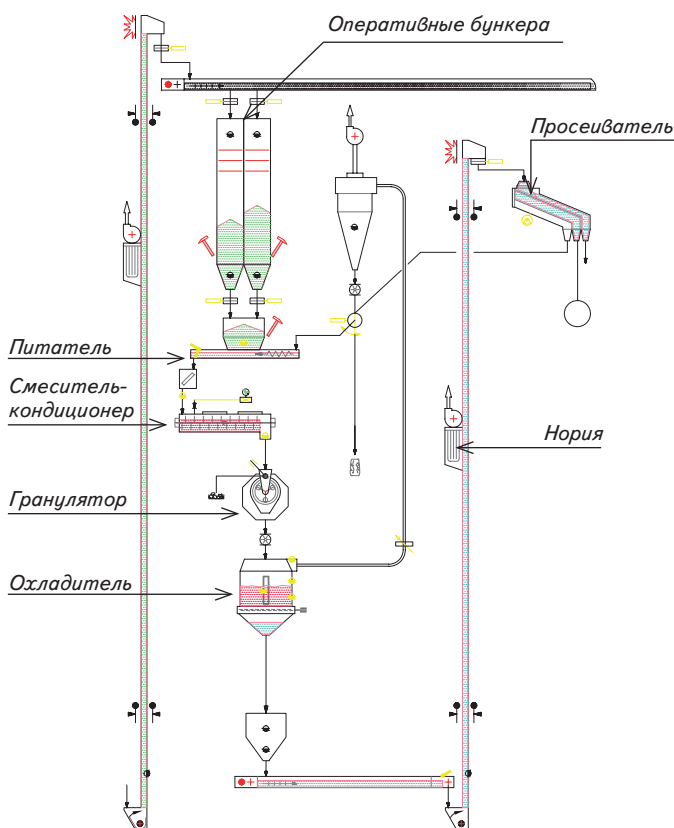 Оперативные бункера
Просеиватель
Питатель
Смеситель-
кондиционер
Нория
Гранулятор
Охладитель